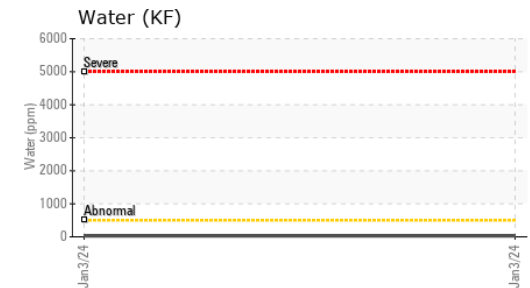 Water (KF)
6000
Severe
5000
4000
3000
2000
1000
Abnormal
0
Water (ppm)
Jan3/24
Jan3/24